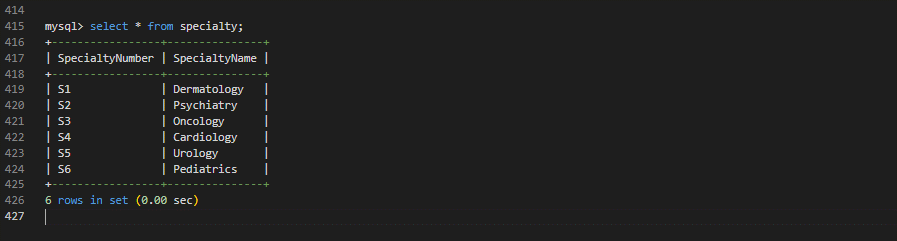 414
415 mysql> select * from specialty;
416 +-----------------+---------------+
417 | SpecialtyNumber | SpecialtyName |
418 +-----------------+---------------+
419 | S1              | Dermatology   |
420 | S2              | Psychiatry    |
421 | S3              | Oncology      |
422 | S4              | Cardiology    |
423 | S5              | Urology       |
424 | S6              | Pediatrics    |
425 +-----------------+---------------+
426 6 rows in set (0.00 sec)
427